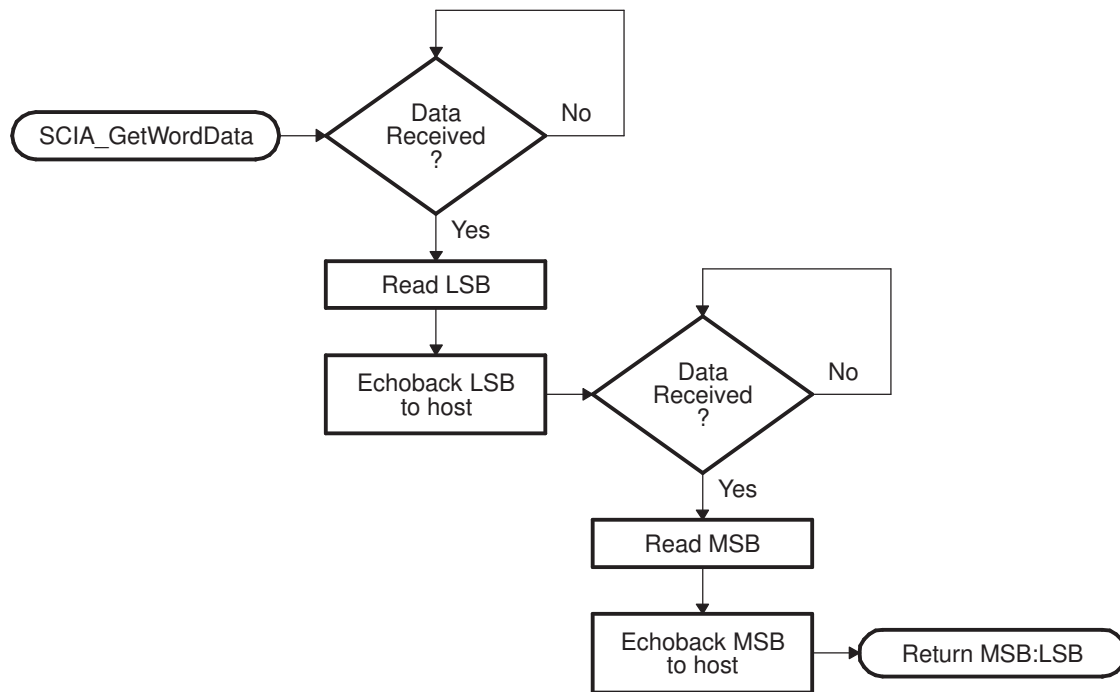 SCIA_GetWordData
Data
Received
?
No
Yes
Read LSB
Echoback LSB
to host
Data
Received
?
No
Yes
Read MSB
Echoback MSB
to host
Return MSB:LSB